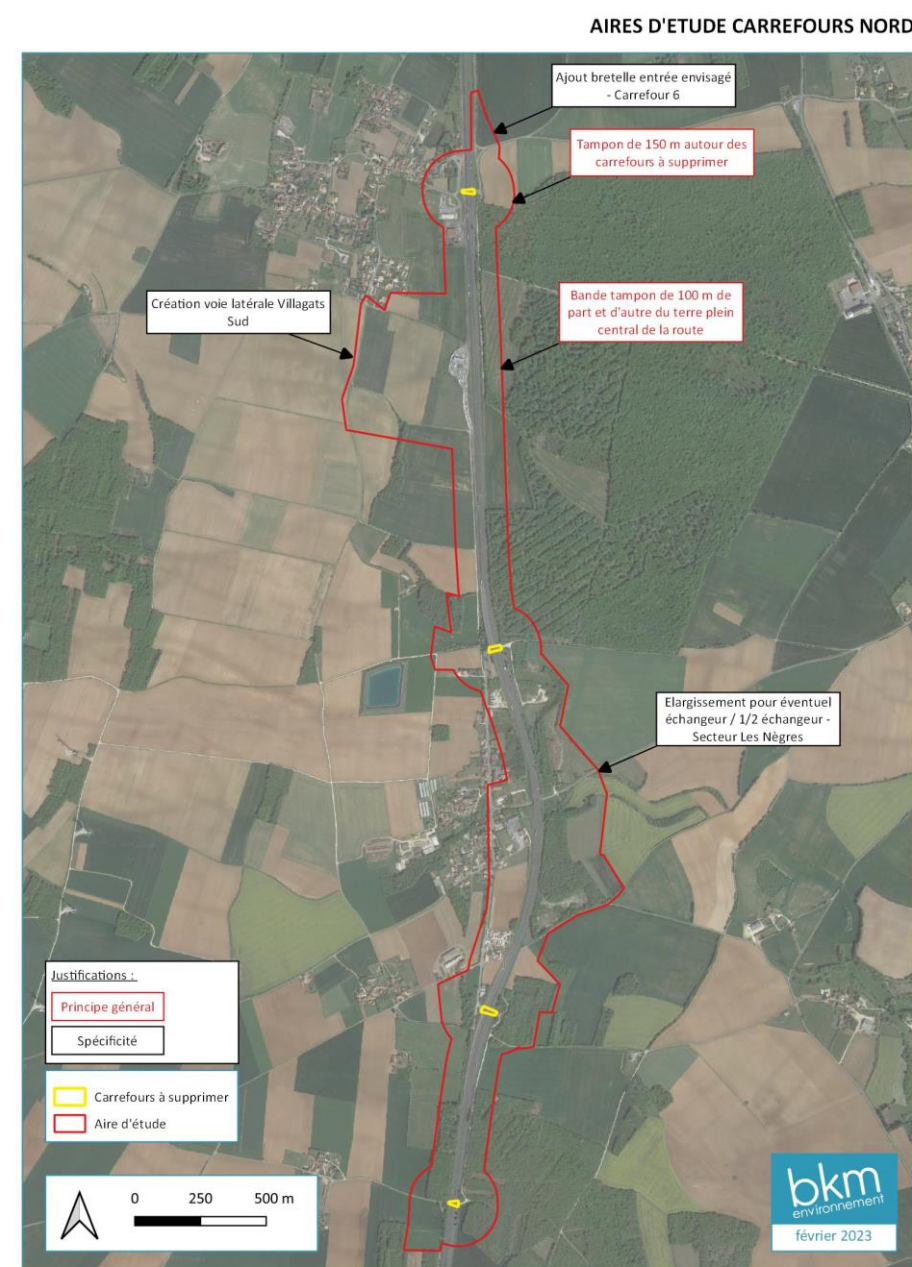 AIRES D'ETUDE CARREFOURS NORD
Ajout bretelle entrée envisagé
- Carrefour 6
Tampon de 150 m autour des
carrefours à supprimer
Création voie latérale Villagats
Sud
Bande tampon de 100 m de
part et d'autre du terre plein
central de la route
Elargissement pour éventuel
échangeur / 1/2 échangeur -
Secteur Les Nègres
Justifications :
Principe général
Spécificité
Carrefours à supprimer
Aire d'étude
0 250 500 m
bkm
environnement
février 2023